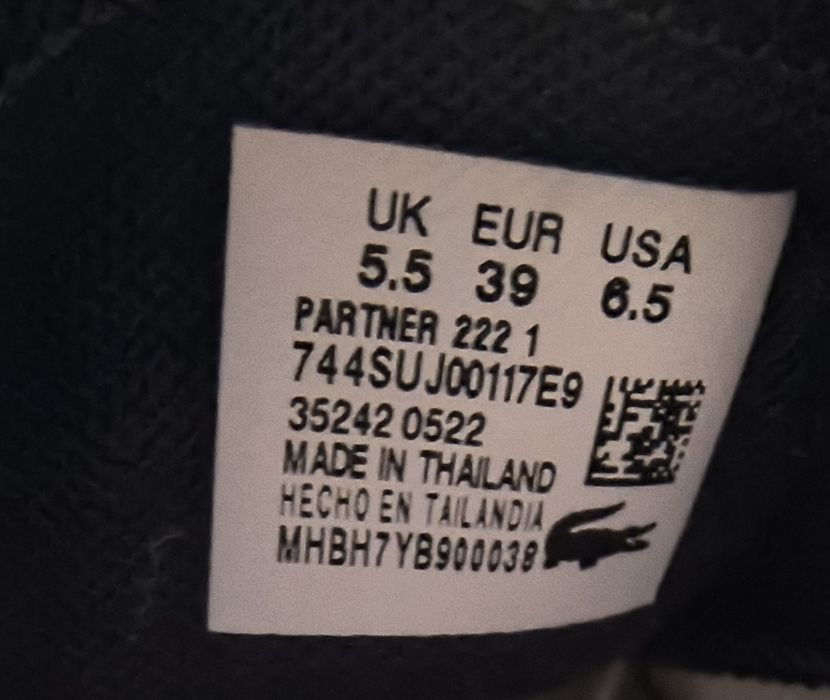 UK EUR USA
5.5 39 6.5
PARTNER 222 1
744SUJ00117E9
35242 0522
MADE IN THAILAND
HECHO EN TAILANDIA
MHBH7YB900038